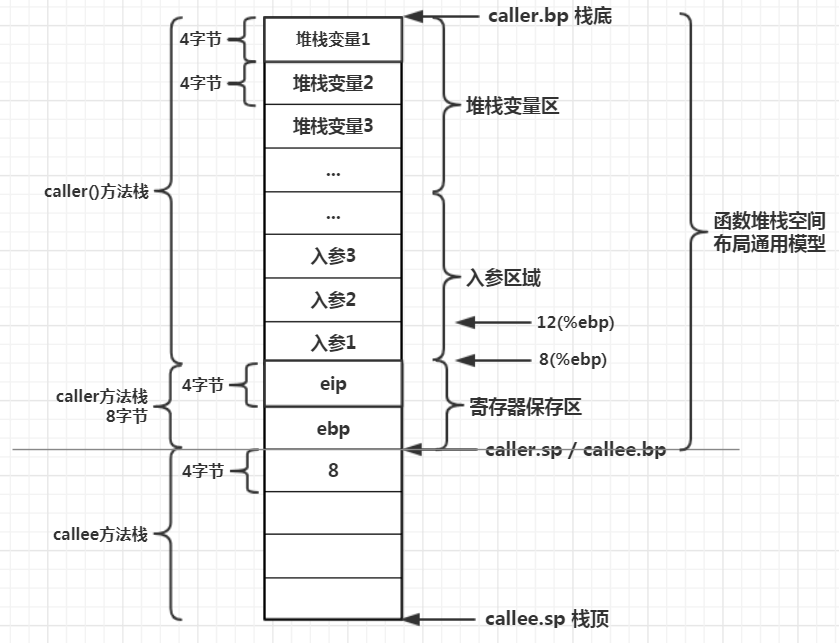 caller.bp 栈底
4字节
堆栈变量1
4字节
堆栈变量2
堆栈变量区
堆栈变量3
...
caller()方法栈
...
函数堆栈空间
布局通用模型
入参3
入参区域
入参2
12(%ebp)
入参1
8(%ebp)
4字节
eip
caller方法栈
8字节
寄存器保存区
ebp
caller.sp / callee.bp
4字节
8
callee方法栈
callee.sp 栈顶